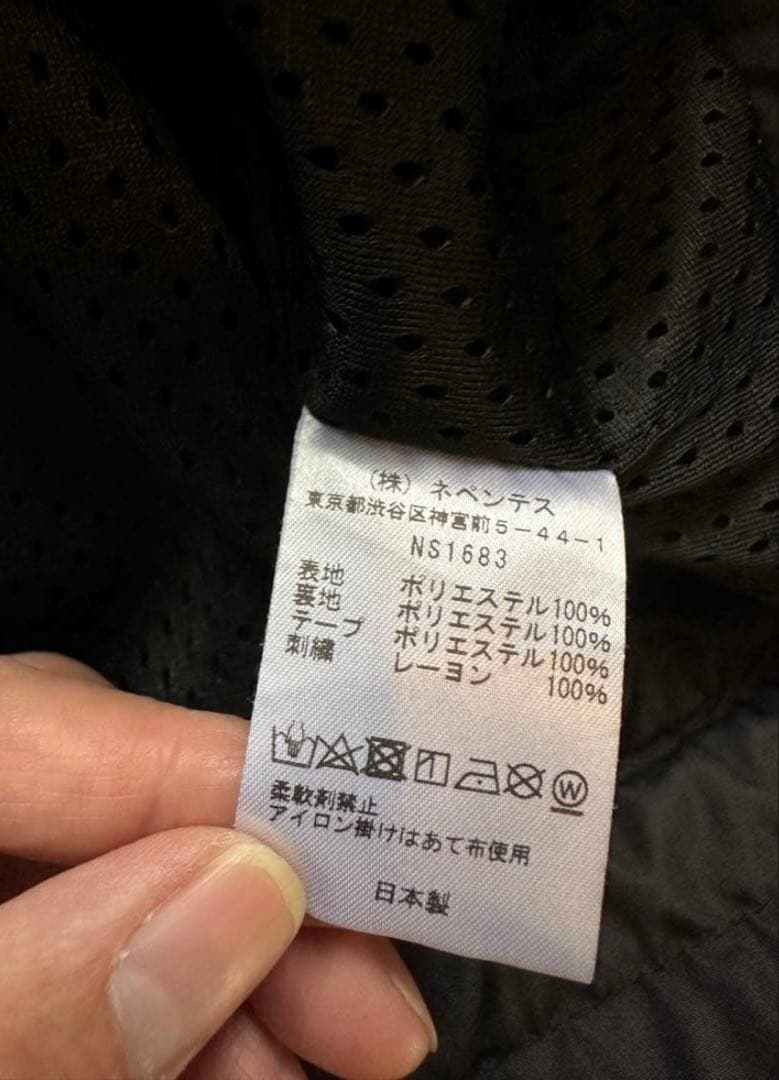 （株）ネペンテス
東京都渋谷区神宮前5-44-1
NS1683
表地 ポリエステル100%
裏地 ポリエステル100%
テープ ポリエステル100%
刺繍 レーヨン 100%
W
柔軟剤禁止
アイロン掛けはあて布使用
日本製